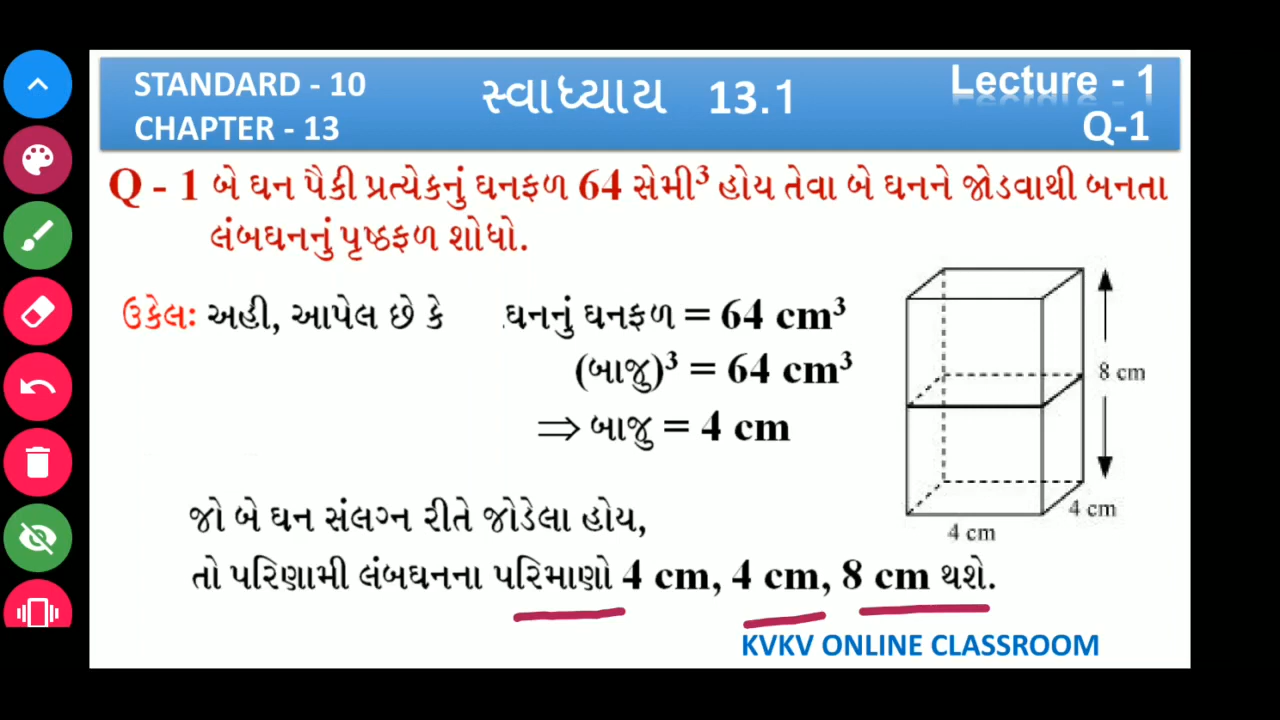 STANDARD - 10
CHAPTER - 13
સ્વાધ્યાય 13.1
Lecture - 1
Q-1
Q - 1 બે ઘન પૈકી પ્રત્યેકનું ઘનફળ 64 સેમી³ હોય તેવા બે ઘનને જોડવાથી બનતા
લંબઘનનું પૃષ્ઠફળ શોધો.
ઉકેલ: અહી, આપેલ છે કે ઘનનું ઘનફળ = 64 cm³
(બાજુ)³ = 64 cm³
⇒ બાજુ = 4 cm
8 cm
4 cm
4 cm
જો બે ઘન સંલગ્ન રીતે જોડેલા હોય,
તો પરિણામી લંબઘનના પરિમાણો 4 cm, 4 cm, 8 cm થશે.
KVKV ONLINE CLASSROOM